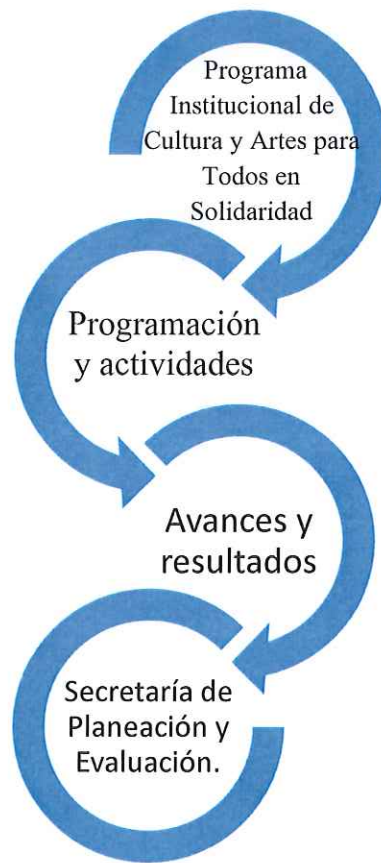 Programa
Institucional de
Cultura y Artes para
Todos en
Solidaridad
Programación
y actividades
Avances y
resultados
Secretaría de
Planeación y
Evaluación.